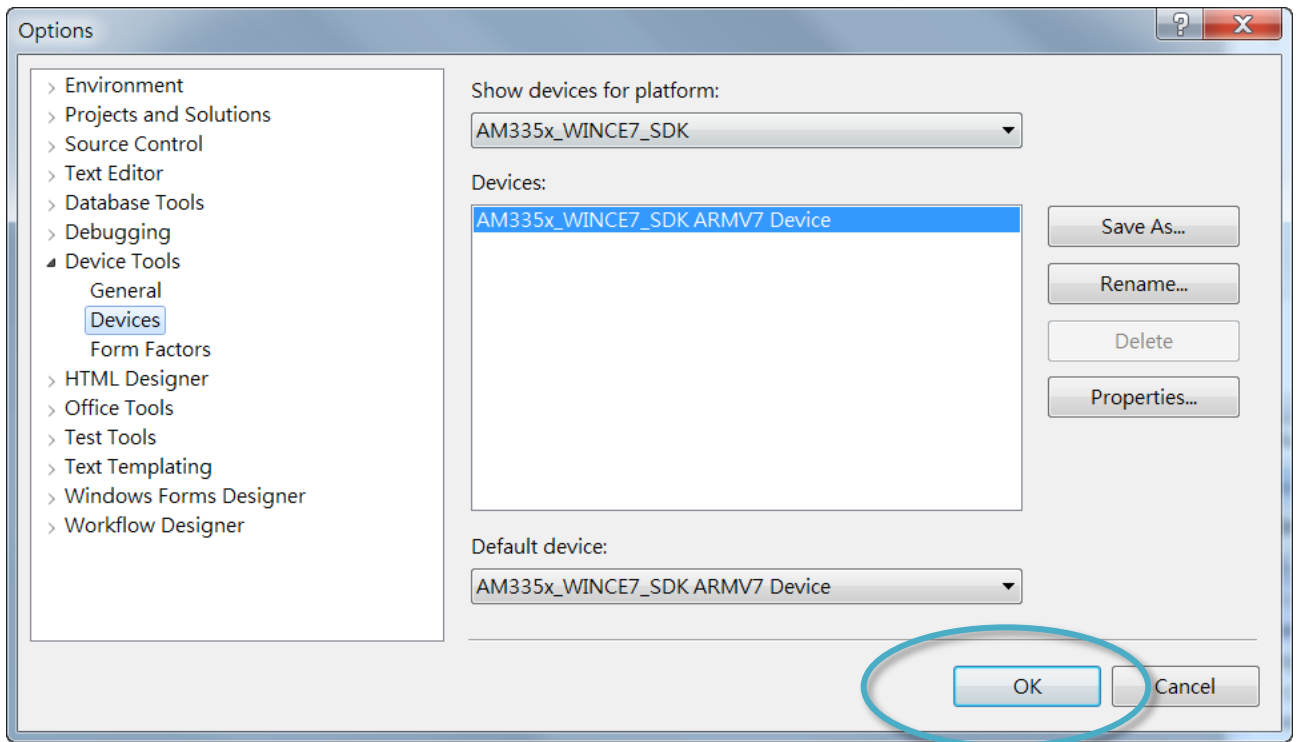 Options
Environment
Projects and Solutions
Source Control
Text Editor
Database Tools
Debugging
Device Tools
General
Devices
Form Factors
HTML Designer
Office Tools
Test Tools
Text Templating
Windows Forms Designer
Workflow Designer
Show devices for platform:
AM335x_WINCE7_SDK
Devices:
AM335x_WINCE7_SDK ARMV7 Device
Save As...
Rename...
Delete
Properties...
Default device:
AM335x_WINCE7_SDK ARMV7 Device
OK
Cancel